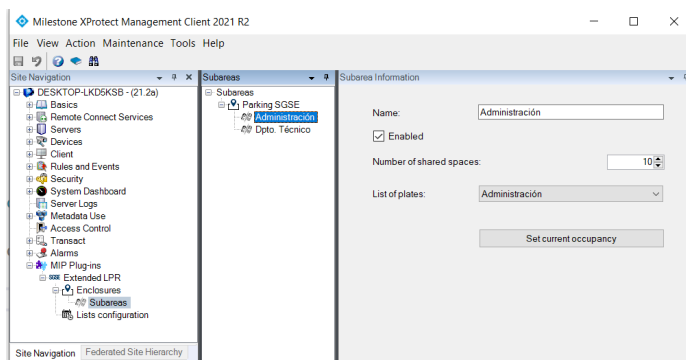 Milestone XProtect Management Client 2021 R2
File View Action Maintenance Tools Help
Site Navigation
DESKTOP-LKD5KSB - (21.2a)
Basics
Remote Connect Services
Servers
Devices
Client
Rules and Events
Security
System Dashboard
Server Logs
Metadata Use
Access Control
Transact
Alarms
MIP Plug-ins
Extended LPR
Enclosures
Subareas
Lists configuration
Site Navigation Federated Site Hierarchy
Subareas
Subareas
Parking SGSE
Administración
Dpto. Técnico
Subarea Information
Name: Administración
Enabled
Number of shared spaces: 10
List of plates: Administración
Set current occupancy